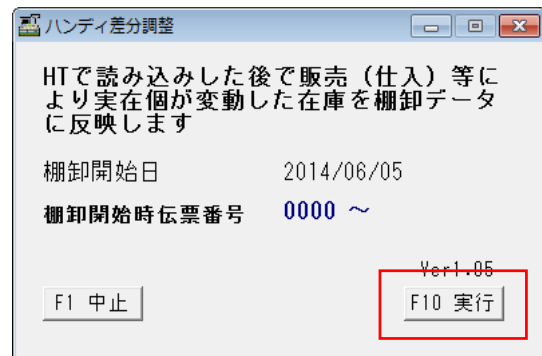 ハンディ差分調整
HTで読み込みした後で販売（仕入）等に
より実在個が変動した在庫を棚卸データ
に反映します
棚卸開始日 2014/06/05
棚卸開始時伝票番号 0000 ～
Ver1.05
F1 中止 F10 実行